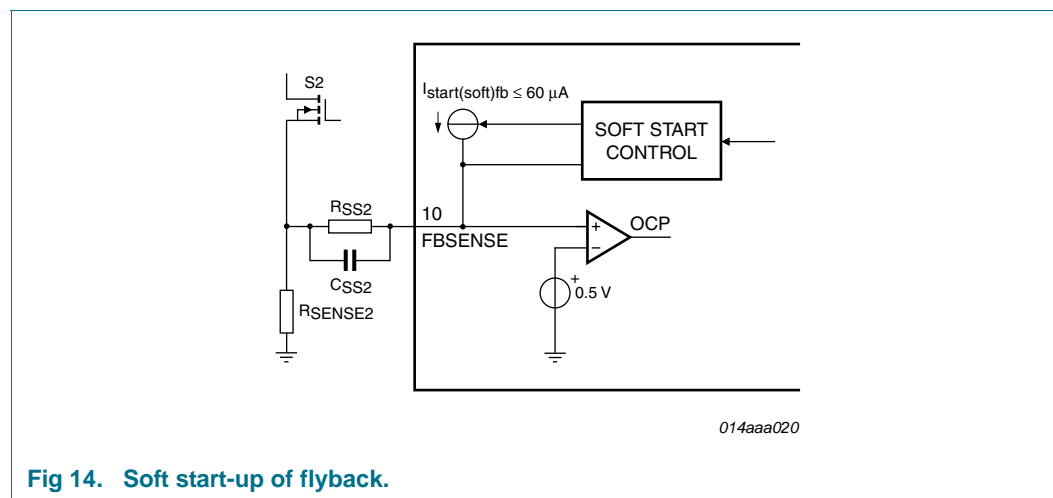 S2
Istart(soft)fb ≤ 60 μA
SOFT START
CONTROL
RSS2
10
FBSENSE
OCP
+
−
CSS2
+
0.5 V
RSENSE2
014aaa020
Fig 14. Soft start-up of flyback.